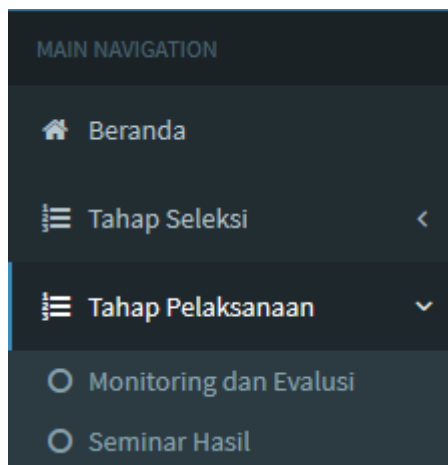 MAIN NAVIGATION
Beranda
Tahap Seleksi
Tahap Pelaksanaan
Monitoring dan Evalusi
Seminar Hasil